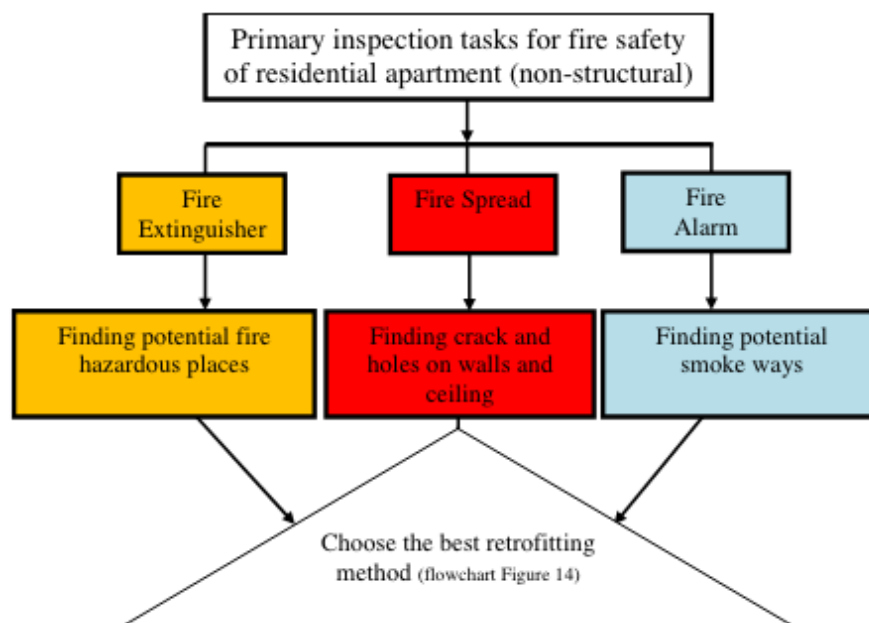 Primary inspection tasks for fire safety
of residential apartment (non-structural)
Fire
Extinguisher
Fire Spread
Fire
Alarm
Finding potential fire
hazardous places
Finding crack and
holes on walls and
ceiling
Finding potential
smoke ways
Choose the best retrofitting
method (flowchart Figure 14)